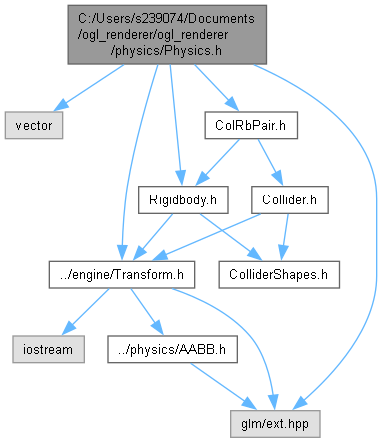 C:/Users/s239074/Documents
/ogl_renderer/ogl_renderer
/physics/Physics.h
vector
ColRbPair.h
Rigidbody.h
Collider.h
../engine/Transform.h
ColliderShapes.h
iostream
../physics/AABB.h
glm/ext.hpp